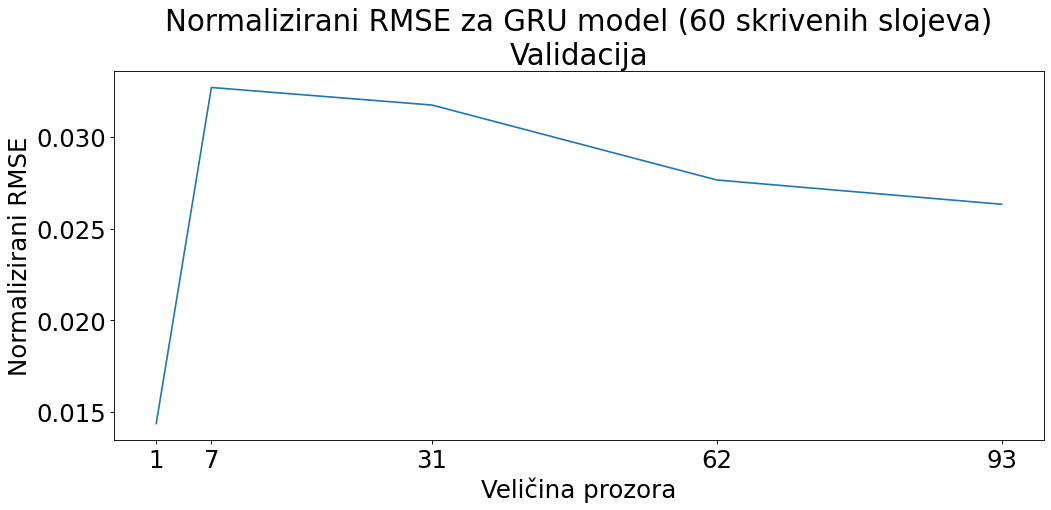 Normalizirani RMSE za GRU model (60 skrivenih slojeva)
Validacija
Normalizirani RMSE
0.030
0.025
0.020
0.015
1 7 31 62 93
Veličina prozora